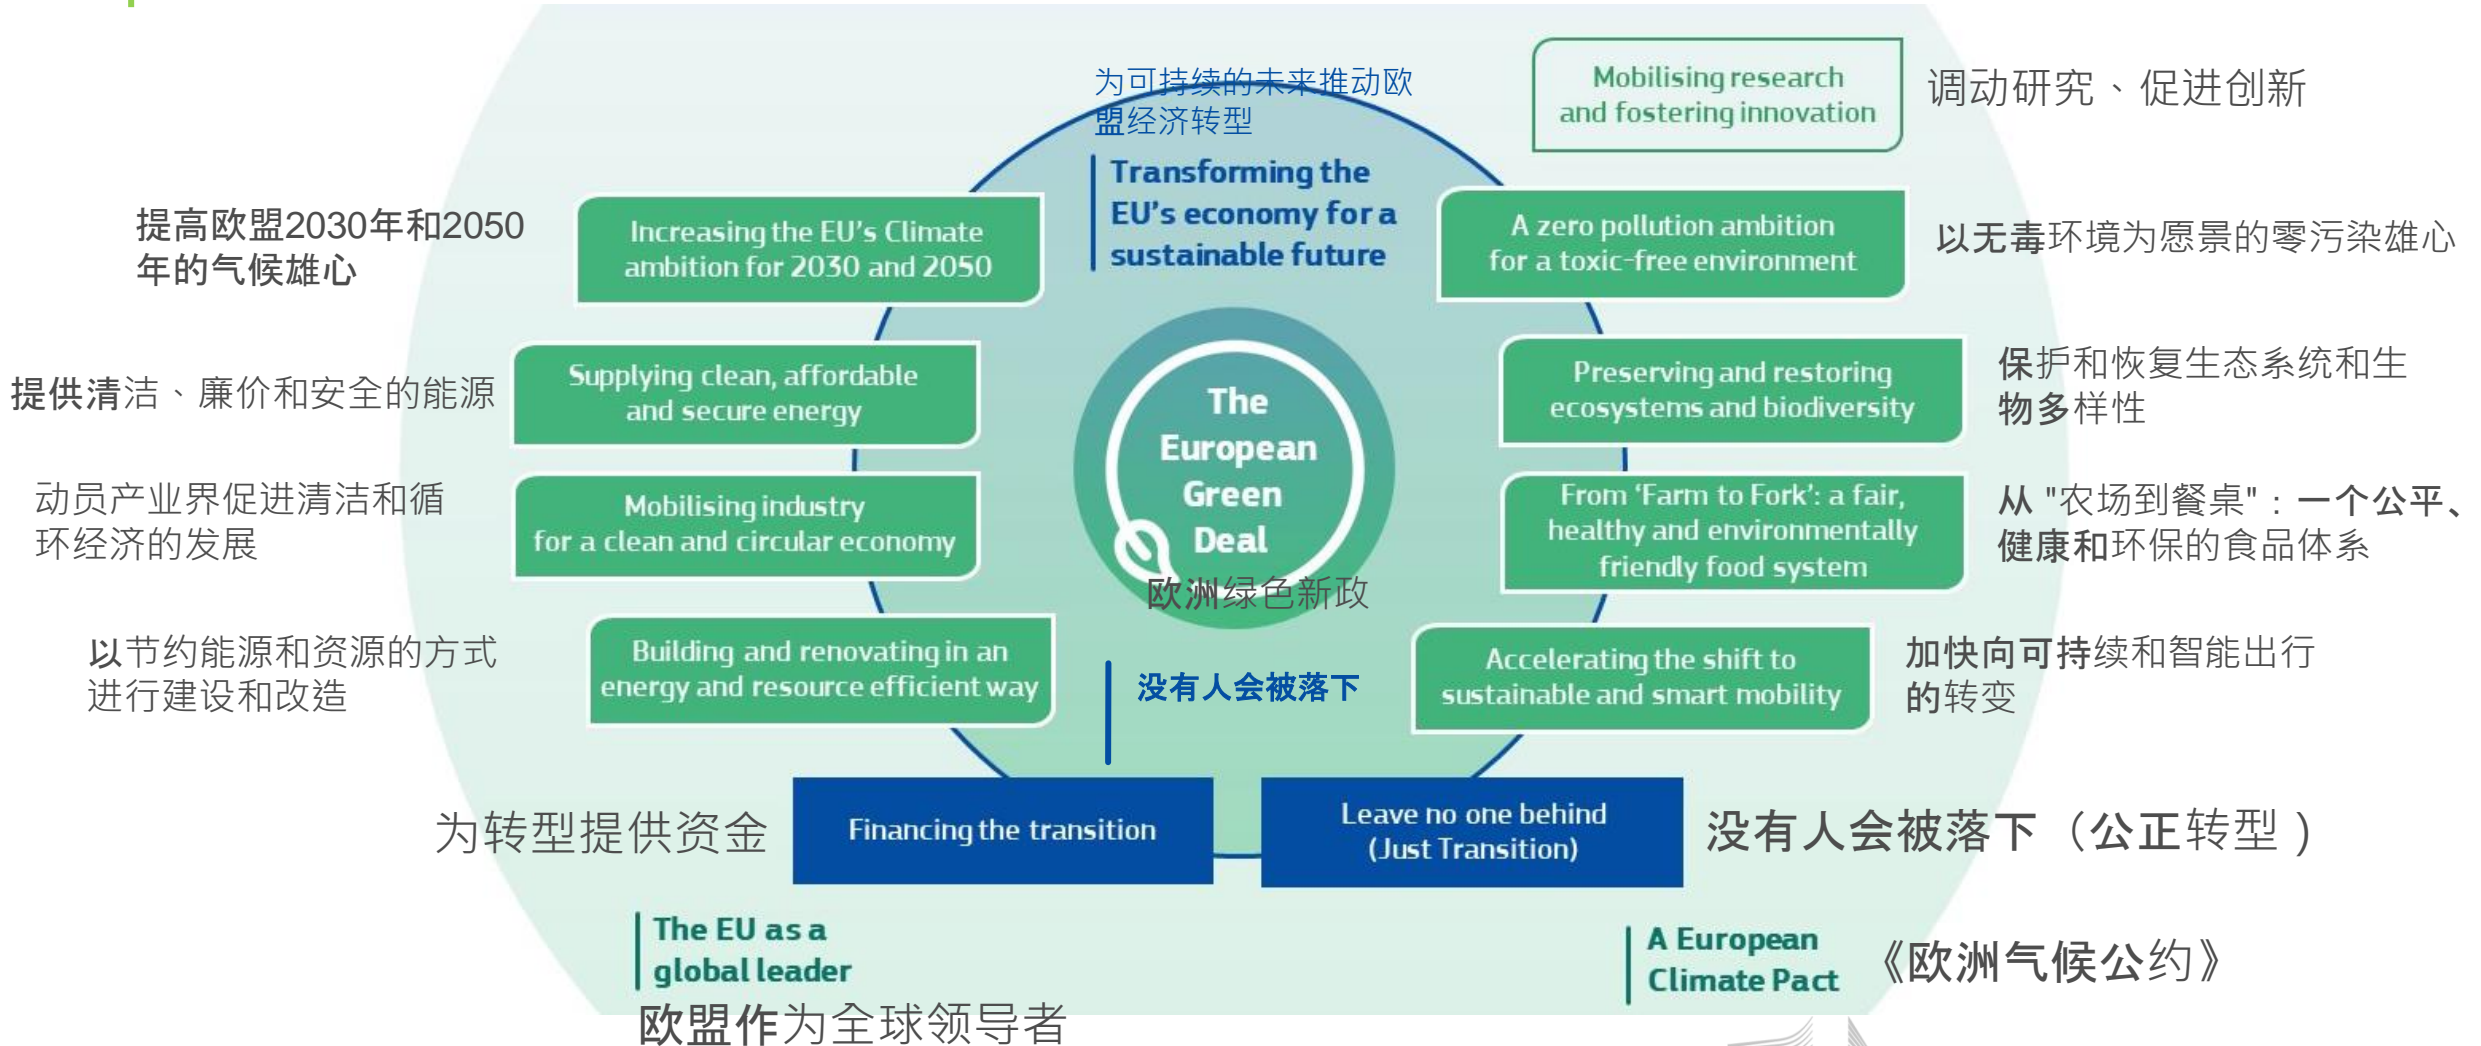 为可持续的未来推动欧
盟经济转型
Transforming the
EU's economy for a
sustainable future
Mobilising research
and fostering innovation
调动研究、促进创新
提高欧盟2030年和2050
年的气候雄心
Increasing the EU's Climate
ambition for 2030 and 2050
A zero pollution ambition
for a toxic-free environment
以无毒环境为愿景的零污染雄心
提供清洁、廉价和安全的能源
Supplying clean, affordable
and secure energy
Preserving and restoring
ecosystems and biodiversity
保护和恢复生态系统和生
物多样性
The
European
Green
Deal
欧洲绿色新政
动员产业界促进清洁和循
环经济的发展
Mobilising industry
for a clean and circular economy
From 'Farm to Fork': a fair,
healthy and environmentally
friendly food system
从 "农场到餐桌"：一个公平、
健康和环保的食品体系
以节约能源和资源的方式
进行建设和改造
Building and renovating in an
energy and resource efficient way
没有人会被落下
Accelerating the shift to
sustainable and smart mobility
加快向可持续和智能出行
的转变
为转型提供资金
Financing the transition
Leave no one behind
(Just Transition)
没有人会被落下（公正转型）
The EU as a
global leader
欧盟作为全球领导者
A European
Climate Pact
《欧洲气候公约》